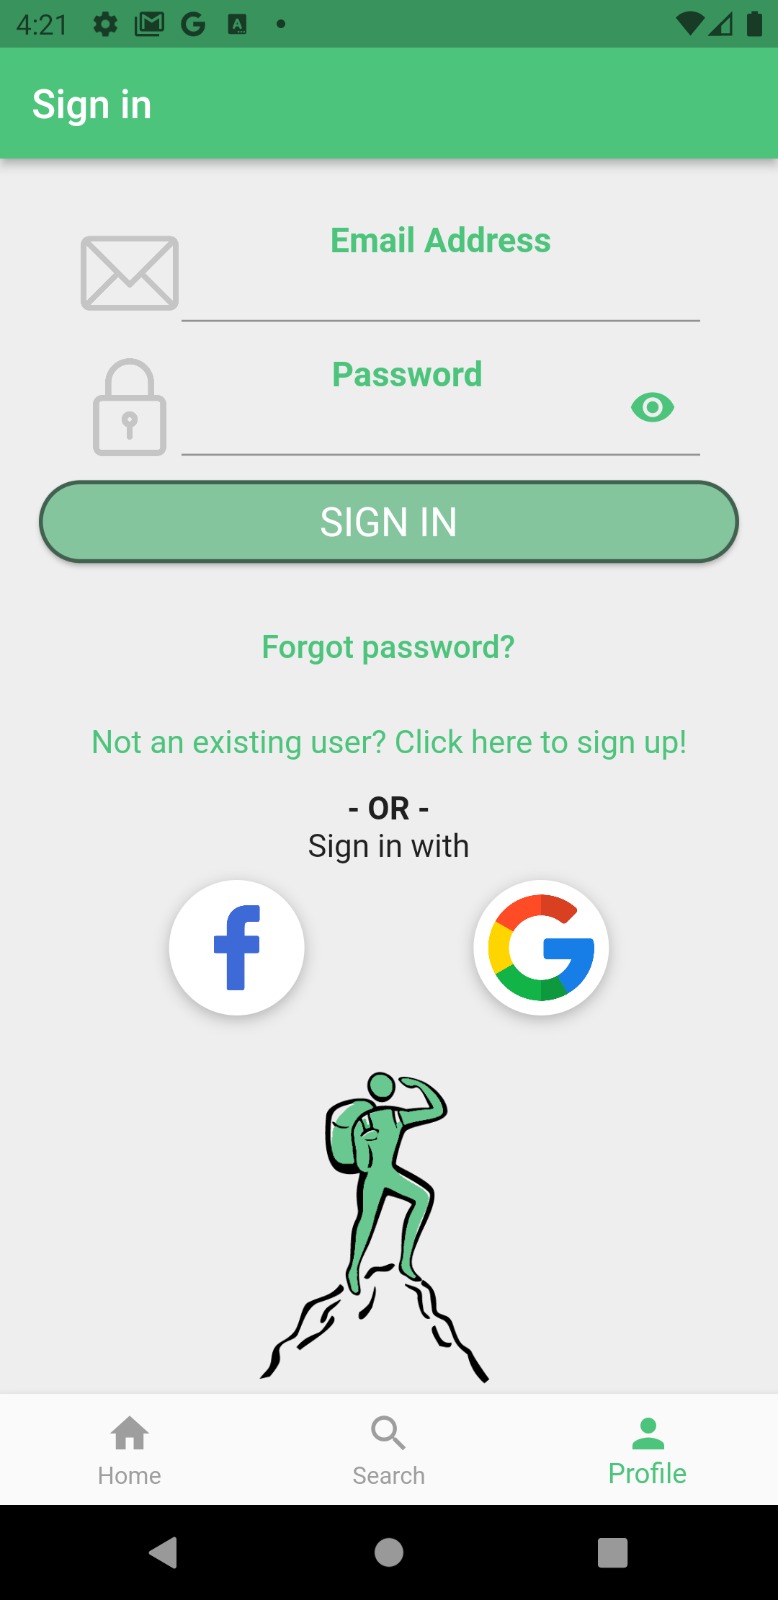 4:21
Sign in
Email Address
Password
SIGN IN
Forgot password?
Not an existing user? Click here to sign up!
- OR -
Sign in with
Home
Search
Profile